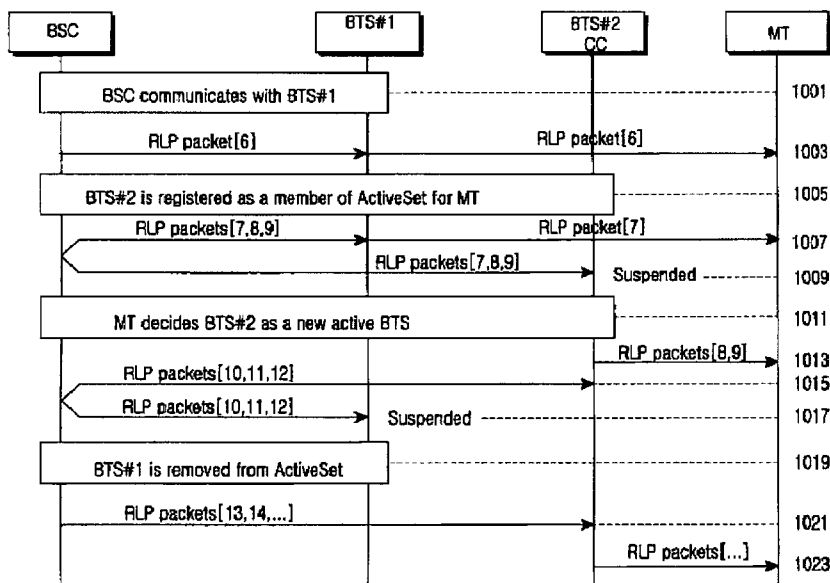 BSC
BTS#1
BTS#2
CC
MT
BSC communicates with BTS#1
1001
RLP packet[6]
RLP packet[6]
1003
BTS#2 is registered as a member of ActiveSet for MT
1005
RLP packets[7,8,9]
RLP packet[7]
1007
RLP packets[7,8,9]
Suspended
1009
MT decides BTS#2 as a new active BTS
1011
RLP packets[8,9]
1013
RLP packets[10,11,12]
1015
RLP packets[10,11,12]
Suspended
1017
BTS#1 is removed from ActiveSet
1019
RLP packets[13,14,...]
1021
RLP packets[...]
1023